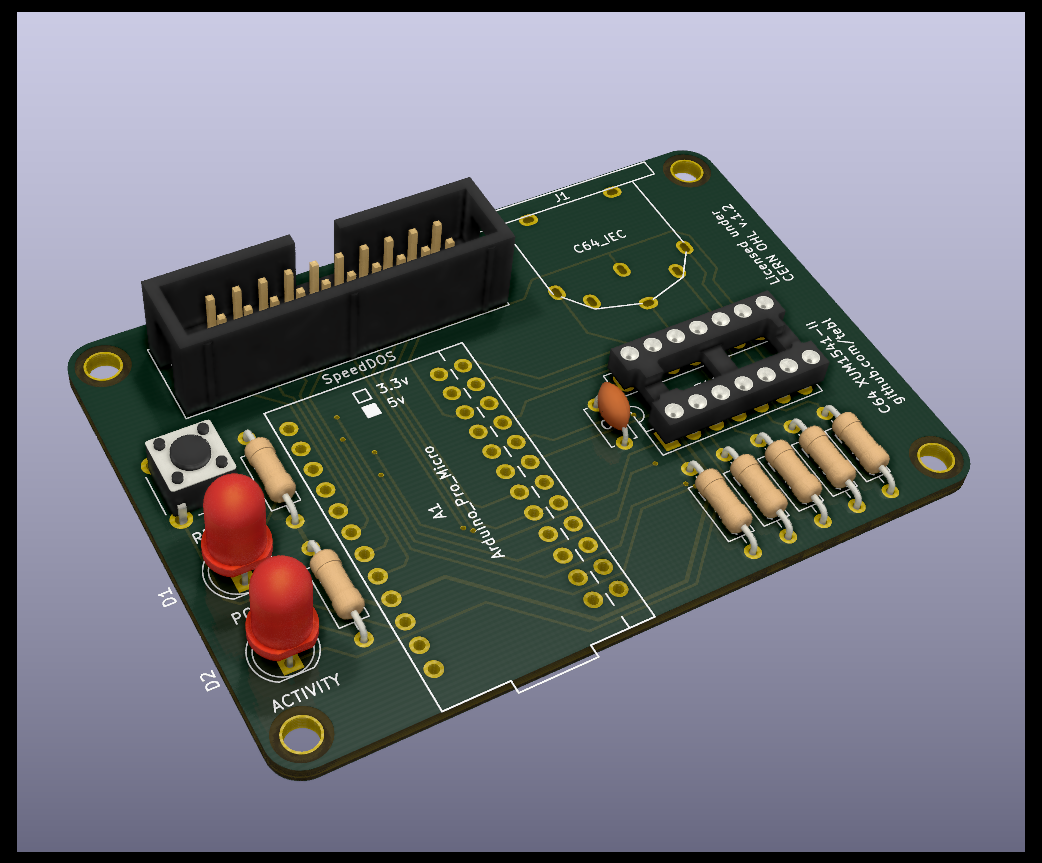 J1
C64_IEC
Licensed under
CERN OHL v.1.2
SpeedDOS
3.3v
5v
C64 XUM1541-II
github.com/tebl
Arduino_Pro_Micro
A1
D1
D2
ACTIVITY